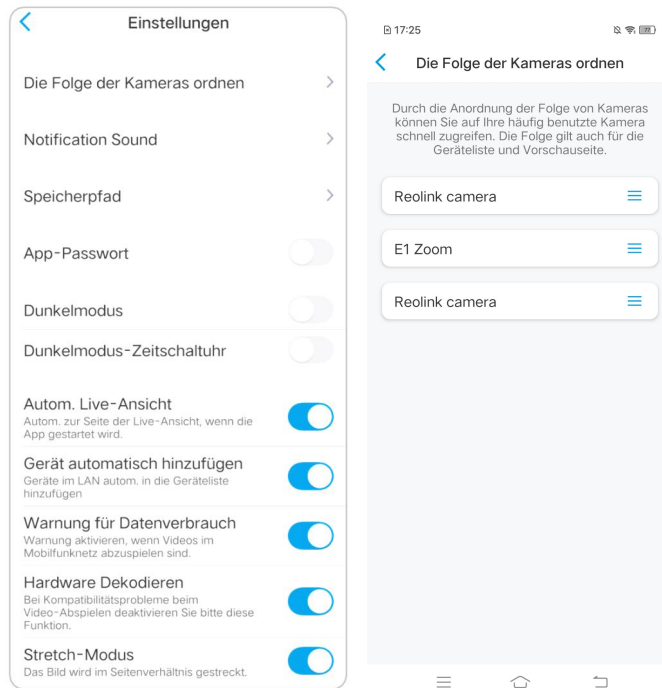 Einstellungen
Die Folge der Kameras ordnen
Notification Sound
Speicherpfad
App-Passwort
Dunkelmodus
Dunkelmodus-Zeitschaltuhr
Autom. Live-Ansicht
Autom. zur Seite der Live-Ansicht, wenn die
App gestartet wird.
Gerät automatisch hinzufügen
Geräte im LAN autom. in die Geräteliste
hinzufügen
Warnung für Datenverbrauch
Warnung aktivieren, wenn Videos im
Mobilfunknetz abzuspielen sind.
Hardware Dekodieren
Bei Kompatibilitätsprobleme beim
Video-Abspielen deaktivieren Sie bitte diese
Funktion.
Stretch-Modus
Das Bild wird im Seitenverhältnis gestreckt.
17:25
Die Folge der Kameras ordnen
Durch die Anordnung der Folge von Kameras
können Sie auf Ihre häufig benutzte Kamera
schnell zugreifen. Die Folge gilt auch für die
Geräteliste und Vorschauseite.
Reolink camera
E1 Zoom
Reolink camera